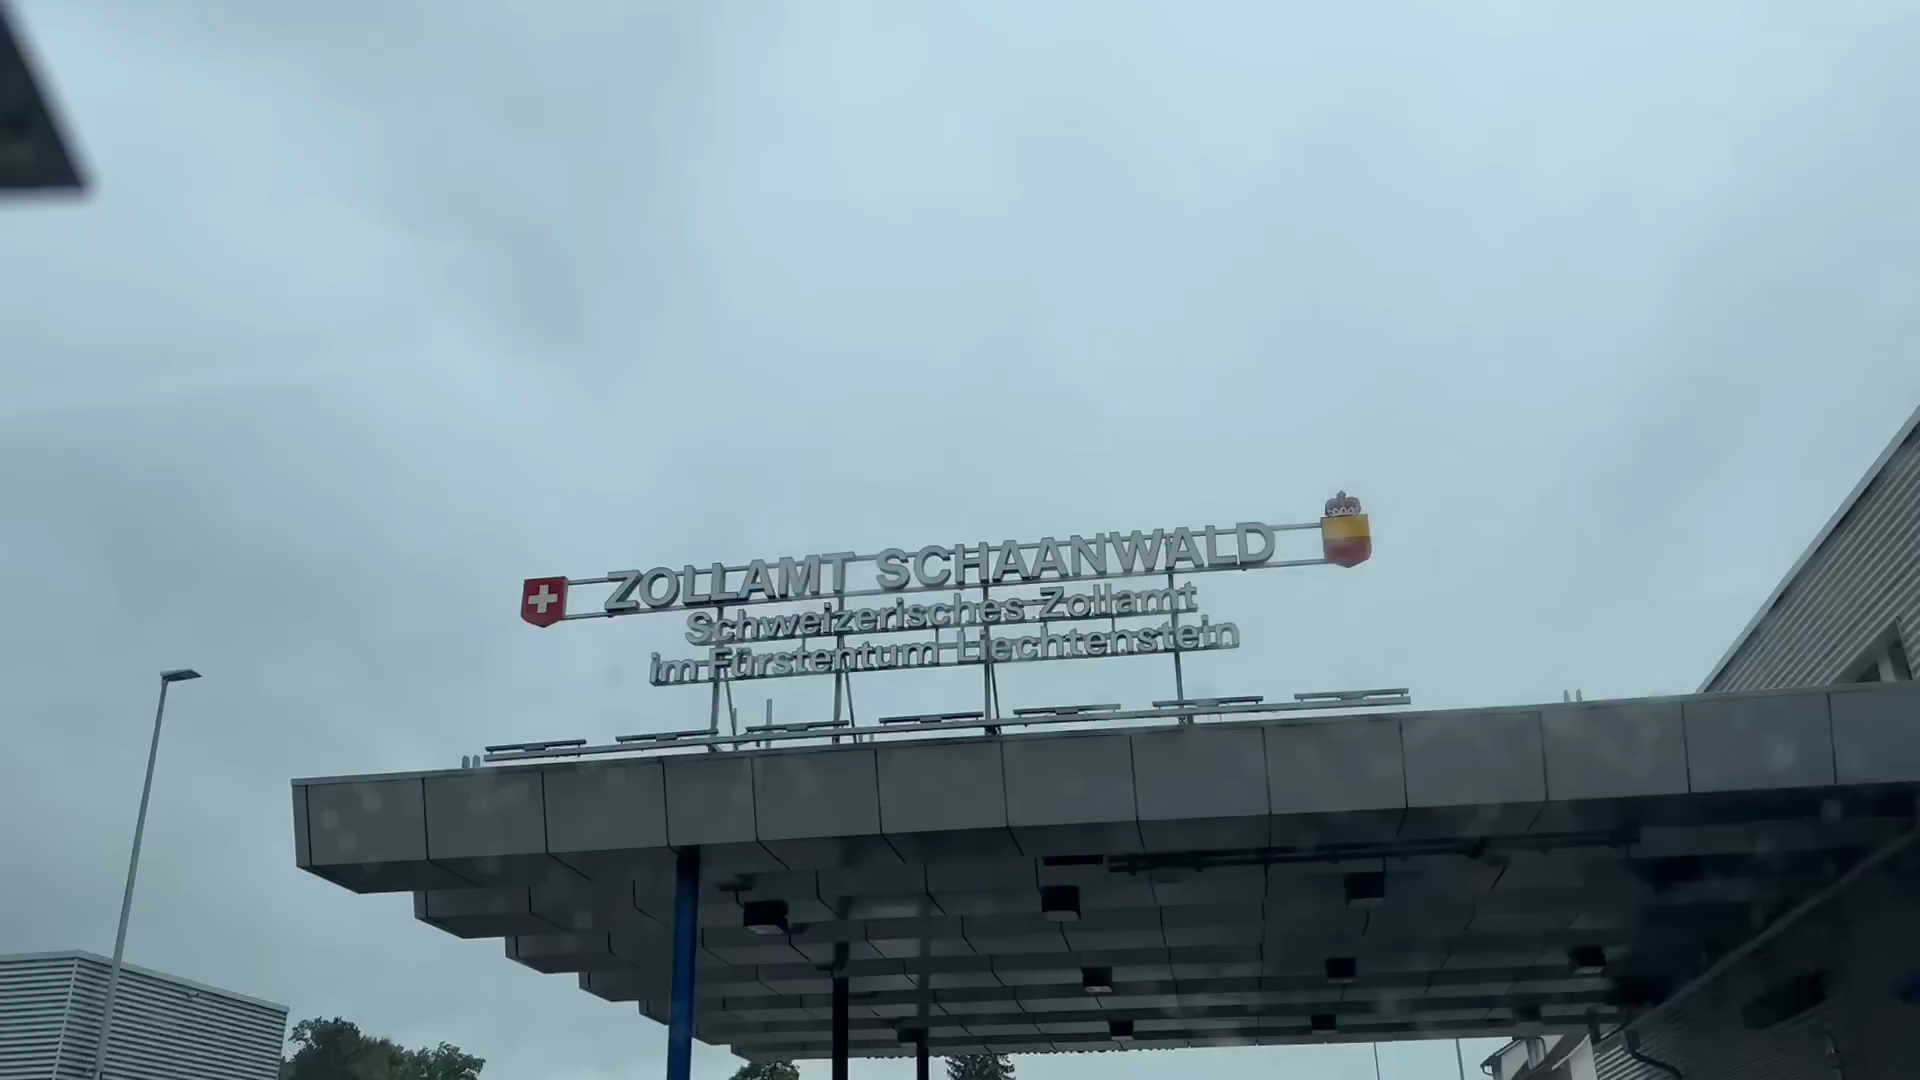 ZOLLAMT SCHAANWALD
Schweizerisches Zollamt
im Fürstentum Liechtenstein